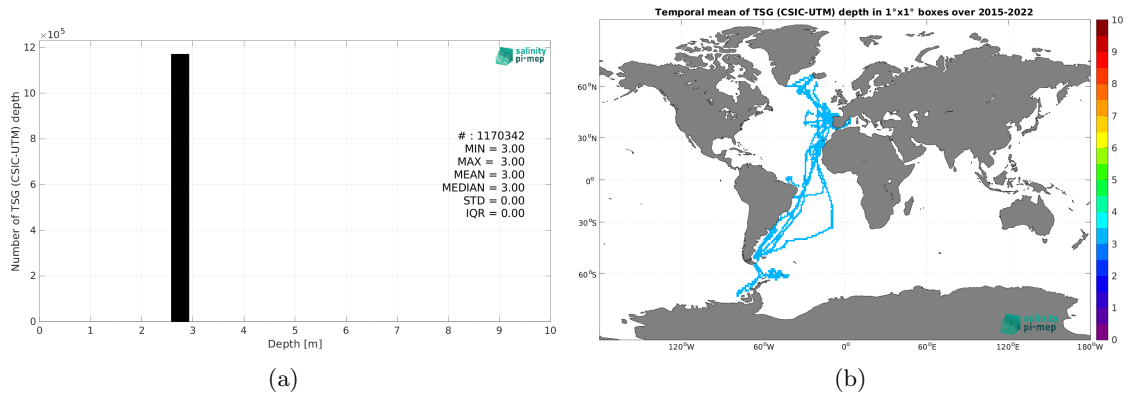 ×10⁵
12
10
8
6
4
2
0
Number of TSG (CSIC-UTM) depth
0 1 2 3 4 5 6 7 8 9 10
Depth [m]
salinity
pi-mep
# : 1170342
MIN = 3.00
MAX = 3.00
MEAN = 3.00
MEDIAN = 3.00
STD = 0.00
IQR = 0.00
(a)
Temporal mean of TSG (CSIC-UTM) depth in 1°x1° boxes over 2015-2022
60°N
30°N
0°
30°S
60°S
120°W 60°W 0° 60°E 120°E 180°W
salinity
pi-mep
10
9
8
7
6
5
4
3
2
1
0
(b)